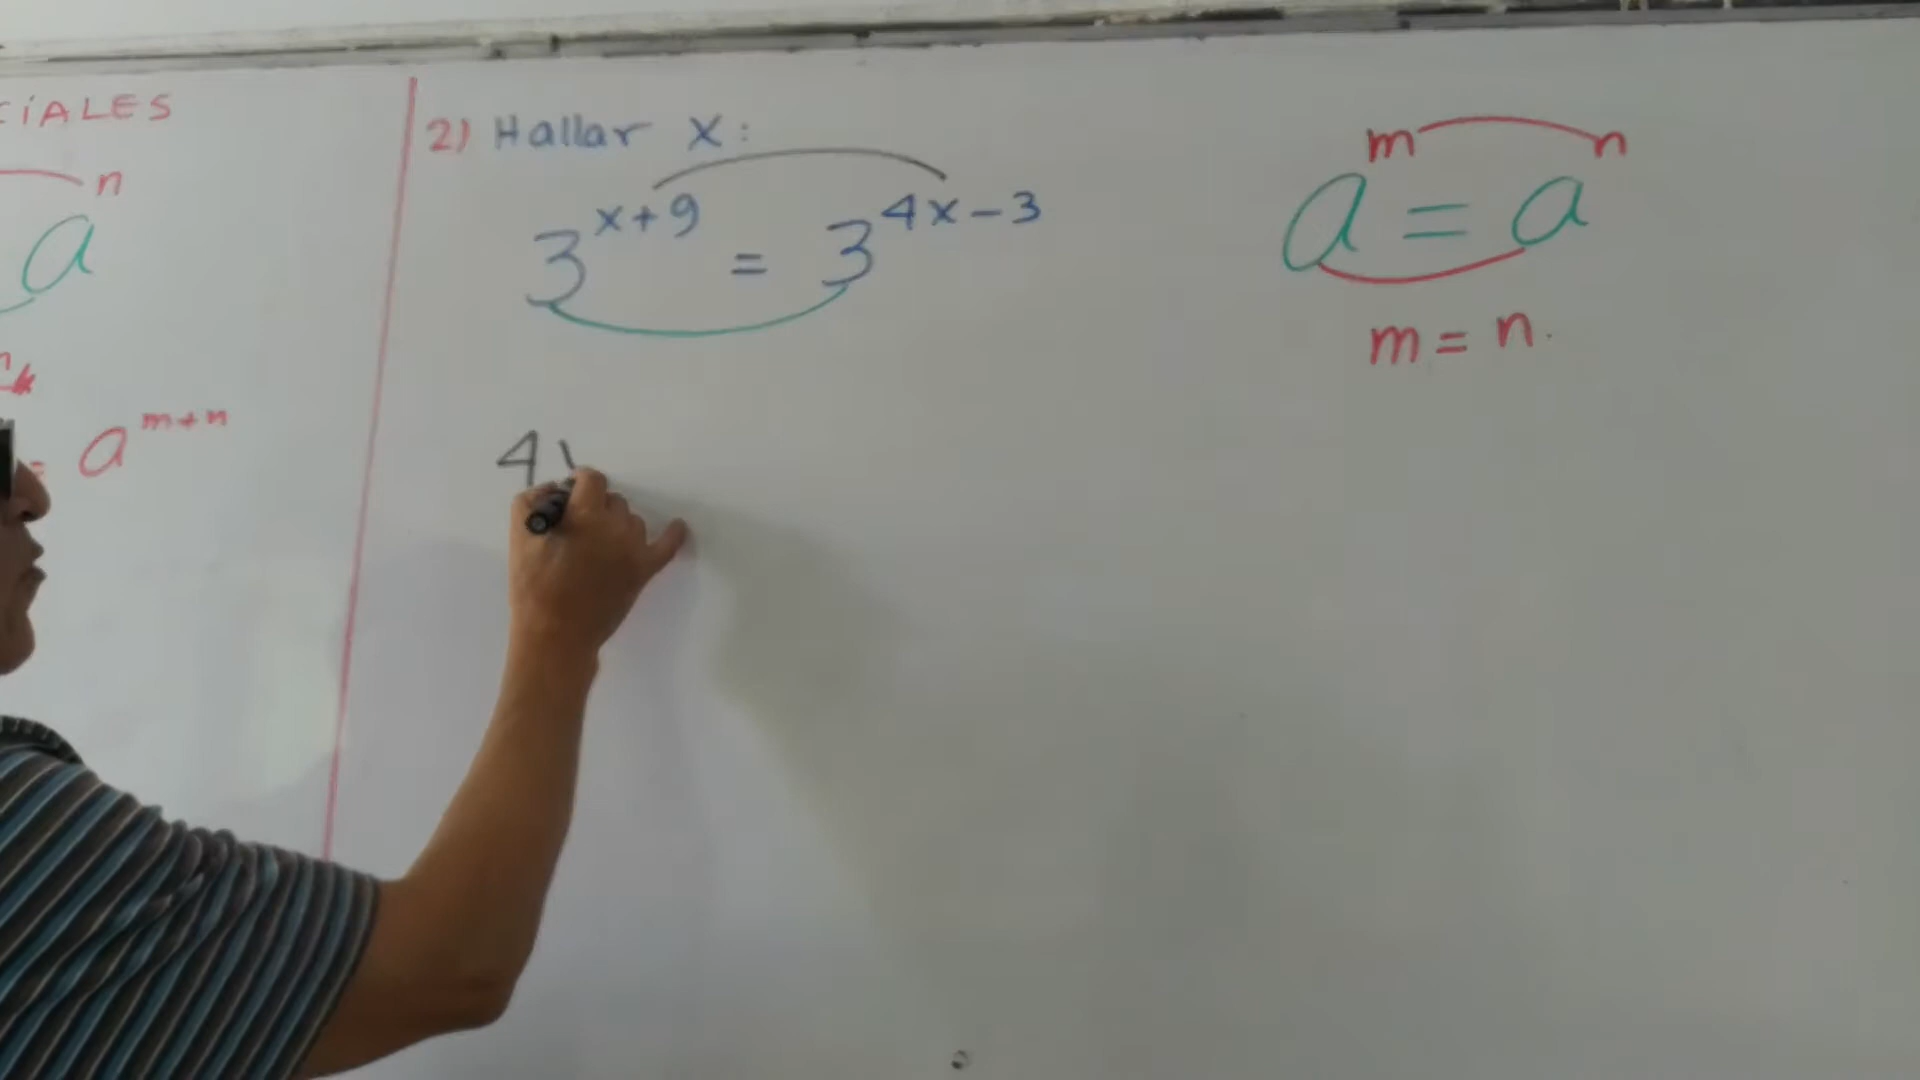 CIALES
n
a
= a^{m+n}
2) Hallar X:
3^{x+9} = 3^{4x-3}
4
a^m = a^n
m = n.